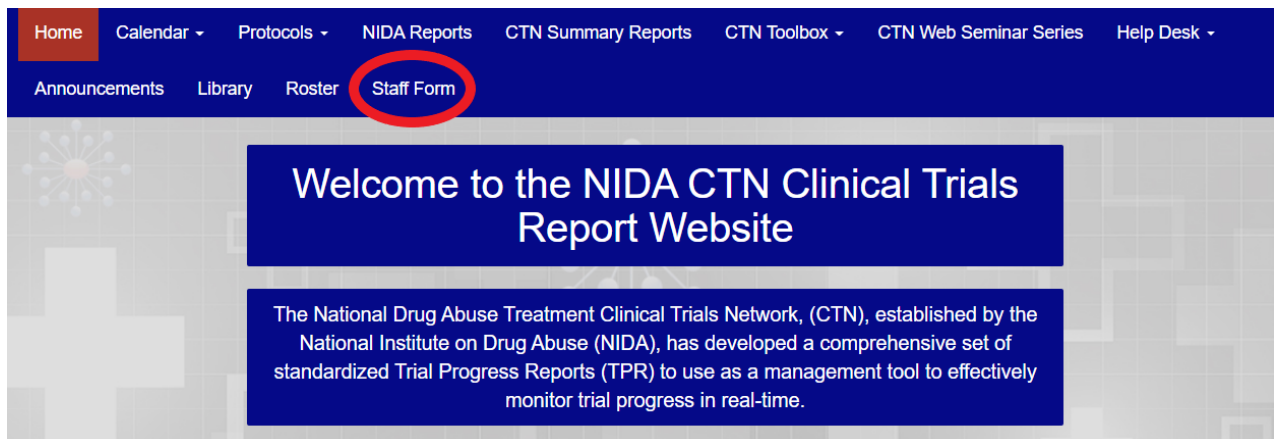 Home Calendar Protocols NIDA Reports CTN Summary Reports CTN Toolbox CTN Web Seminar Series Help Desk
Announcements Library Roster Staff Form
Welcome to the NIDA CTN Clinical Trials
Report Website
The National Drug Abuse Treatment Clinical Trials Network, (CTN), established by the
National Institute on Drug Abuse (NIDA), has developed a comprehensive set of
standardized Trial Progress Reports (TPR) to use as a management tool to effectively
monitor trial progress in real-time.